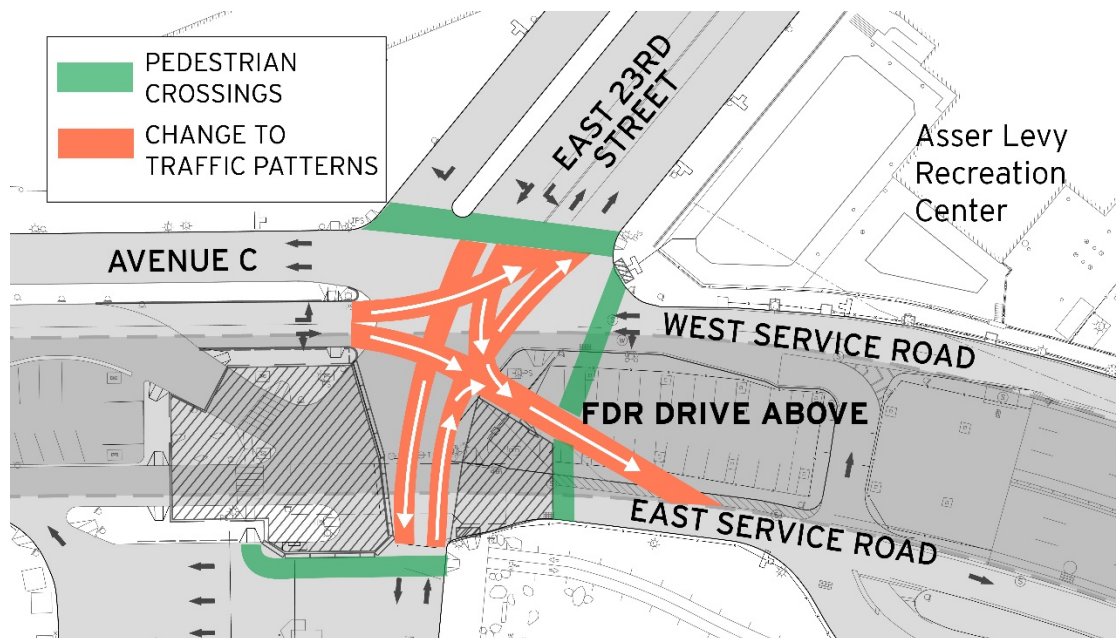 PEDESTRIAN
CROSSINGS
CHANGE TO
TRAFFIC PATTERNS
EAST 23RD
STREET
Asser Levy
Recreation
Center
AVENUE C
WEST SERVICE ROAD
FDR DRIVE ABOVE
EAST SERVICE ROAD